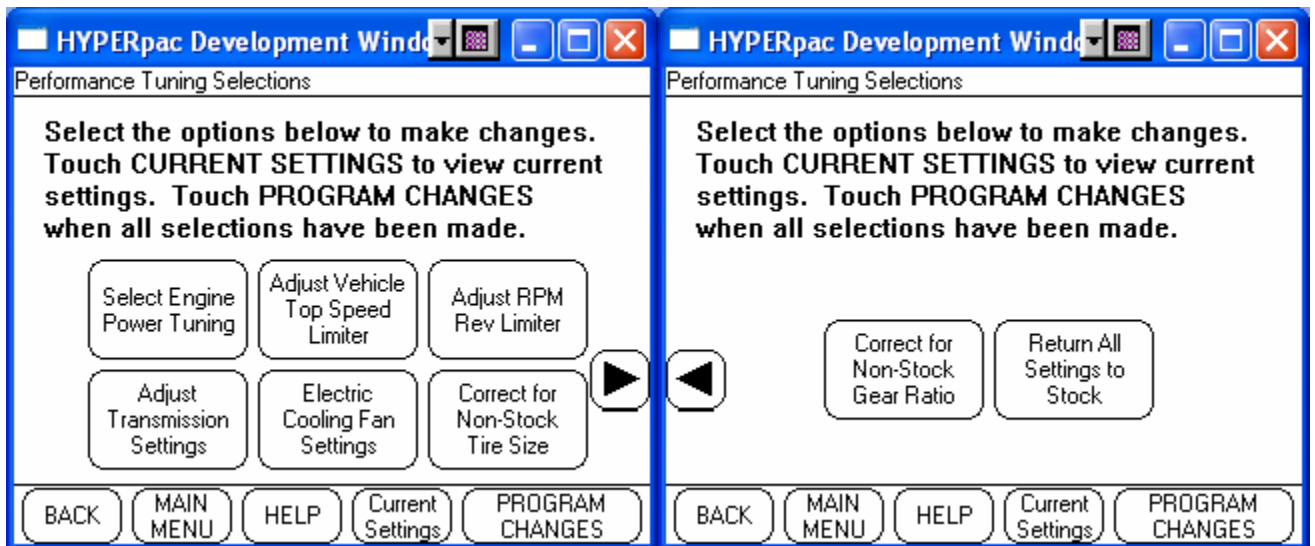 HYPERpac Development Windo
Performance Tuning Selections
Select the options below to make changes.
Touch CURRENT SETTINGS to view current
settings.  Touch PROGRAM CHANGES
when all selections have been made.
Select Engine
Power Tuning
Adjust Vehicle
Top Speed
Limiter
Adjust RPM
Rev Limiter
Adjust
Transmission
Settings
Electric
Cooling Fan
Settings
Correct for
Non-Stock
Tire Size
BACK
MAIN
MENU
HELP
Current
Settings
PROGRAM
CHANGES
HYPERpac Development Windo
Performance Tuning Selections
Select the options below to make changes.
Touch CURRENT SETTINGS to view current
settings.  Touch PROGRAM CHANGES
when all selections have been made.
Correct for
Non-Stock
Gear Ratio
Return All
Settings to
Stock
BACK
MAIN
MENU
HELP
Current
Settings
PROGRAM
CHANGES